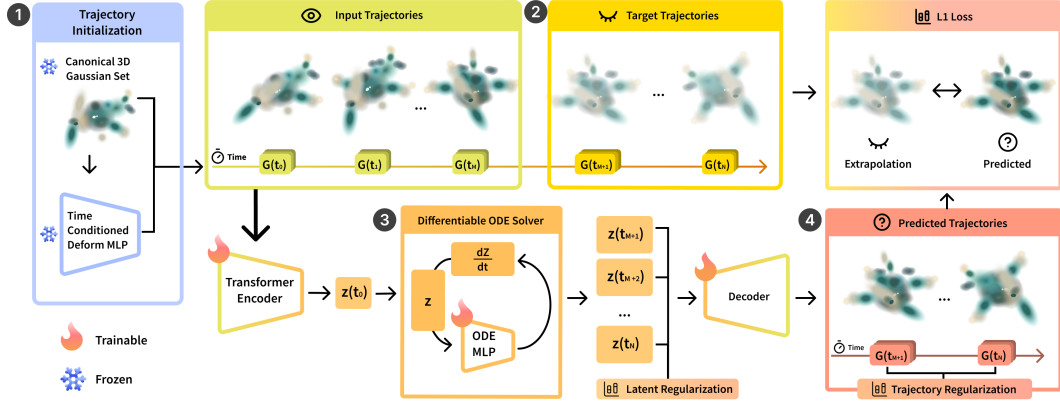 1
Trajectory
Initialization
Canonical 3D
Gaussian Set
Time
Conditioned
Deform MLP
Trainable
Frozen
Input Trajectories
...
Time
G(t₀)
G(t₁)
G(tₘ)
2
Target Trajectories
...
G(tₘ₊₁)
G(tₙ)
L1 Loss
Extrapolation
?
Predicted
Transformer
Encoder
z(t₀)
3
Differentiable ODE Solver
dZ
dt
z
ODE
MLP
z(tₘ₊₁)
z(tₘ₊₂)
...
z(tₙ)
Latent Regularization
Decoder
4
? Predicted Trajectories
...
Time
G(tₘ₊₁)
G(tₙ)
Trajectory Regularization